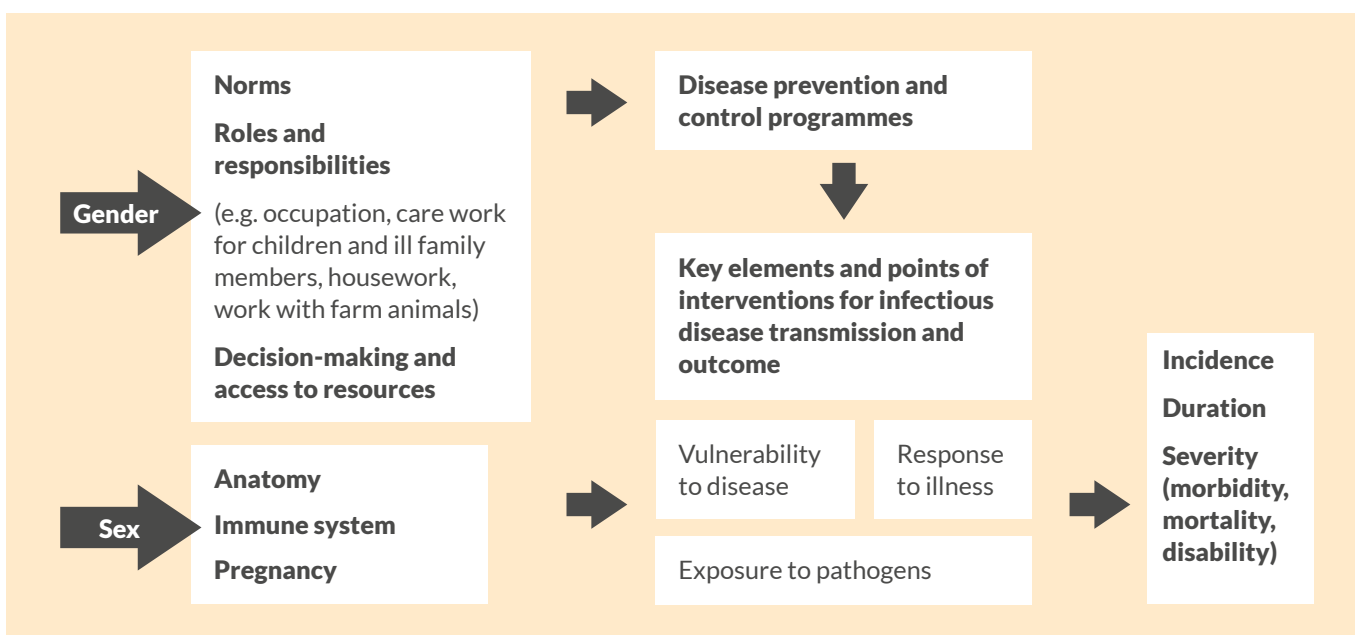 Gender
Norms
Roles and
responsibilities
(e.g. occupation, care work
for children and ill family
members, housework,
work with farm animals)
Decision-making and
access to resources
Sex
Anatomy
Immune system
Pregnancy
Disease prevention and
control programmes
Key elements and points of
interventions for infectious
disease transmission and
outcome
Vulnerability
to disease
Response
to illness
Exposure to pathogens
Incidence
Duration
Severity
(morbidity,
mortality,
disability)